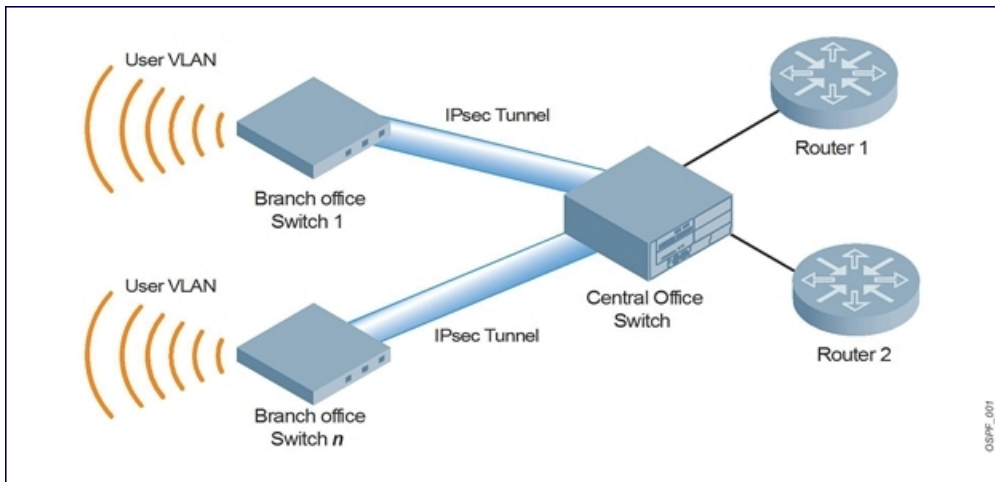 User VLAN
IPsec Tunnel
Branch office
Switch 1
Router 1
User VLAN
Central Office
Switch
IPsec Tunnel
Router 2
Branch office
Switch n
OSPF_001